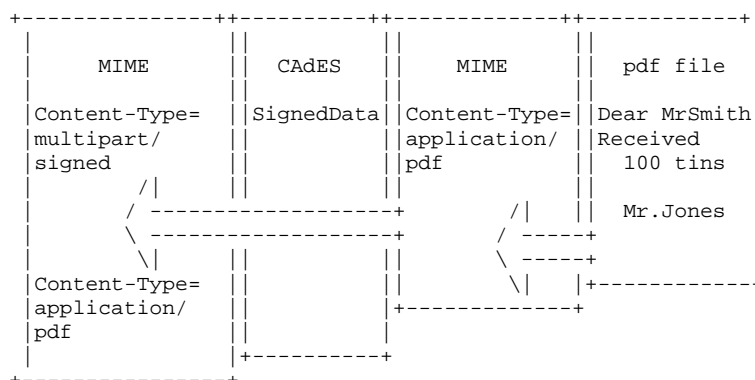 MIME CAdES MIME pdf file
Content-Type= SignedData Content-Type= Dear MrSmith
multipart/ application/ Received
signed pdf 100 tins
Mr.Jones
Content-Type=
application/
pdf